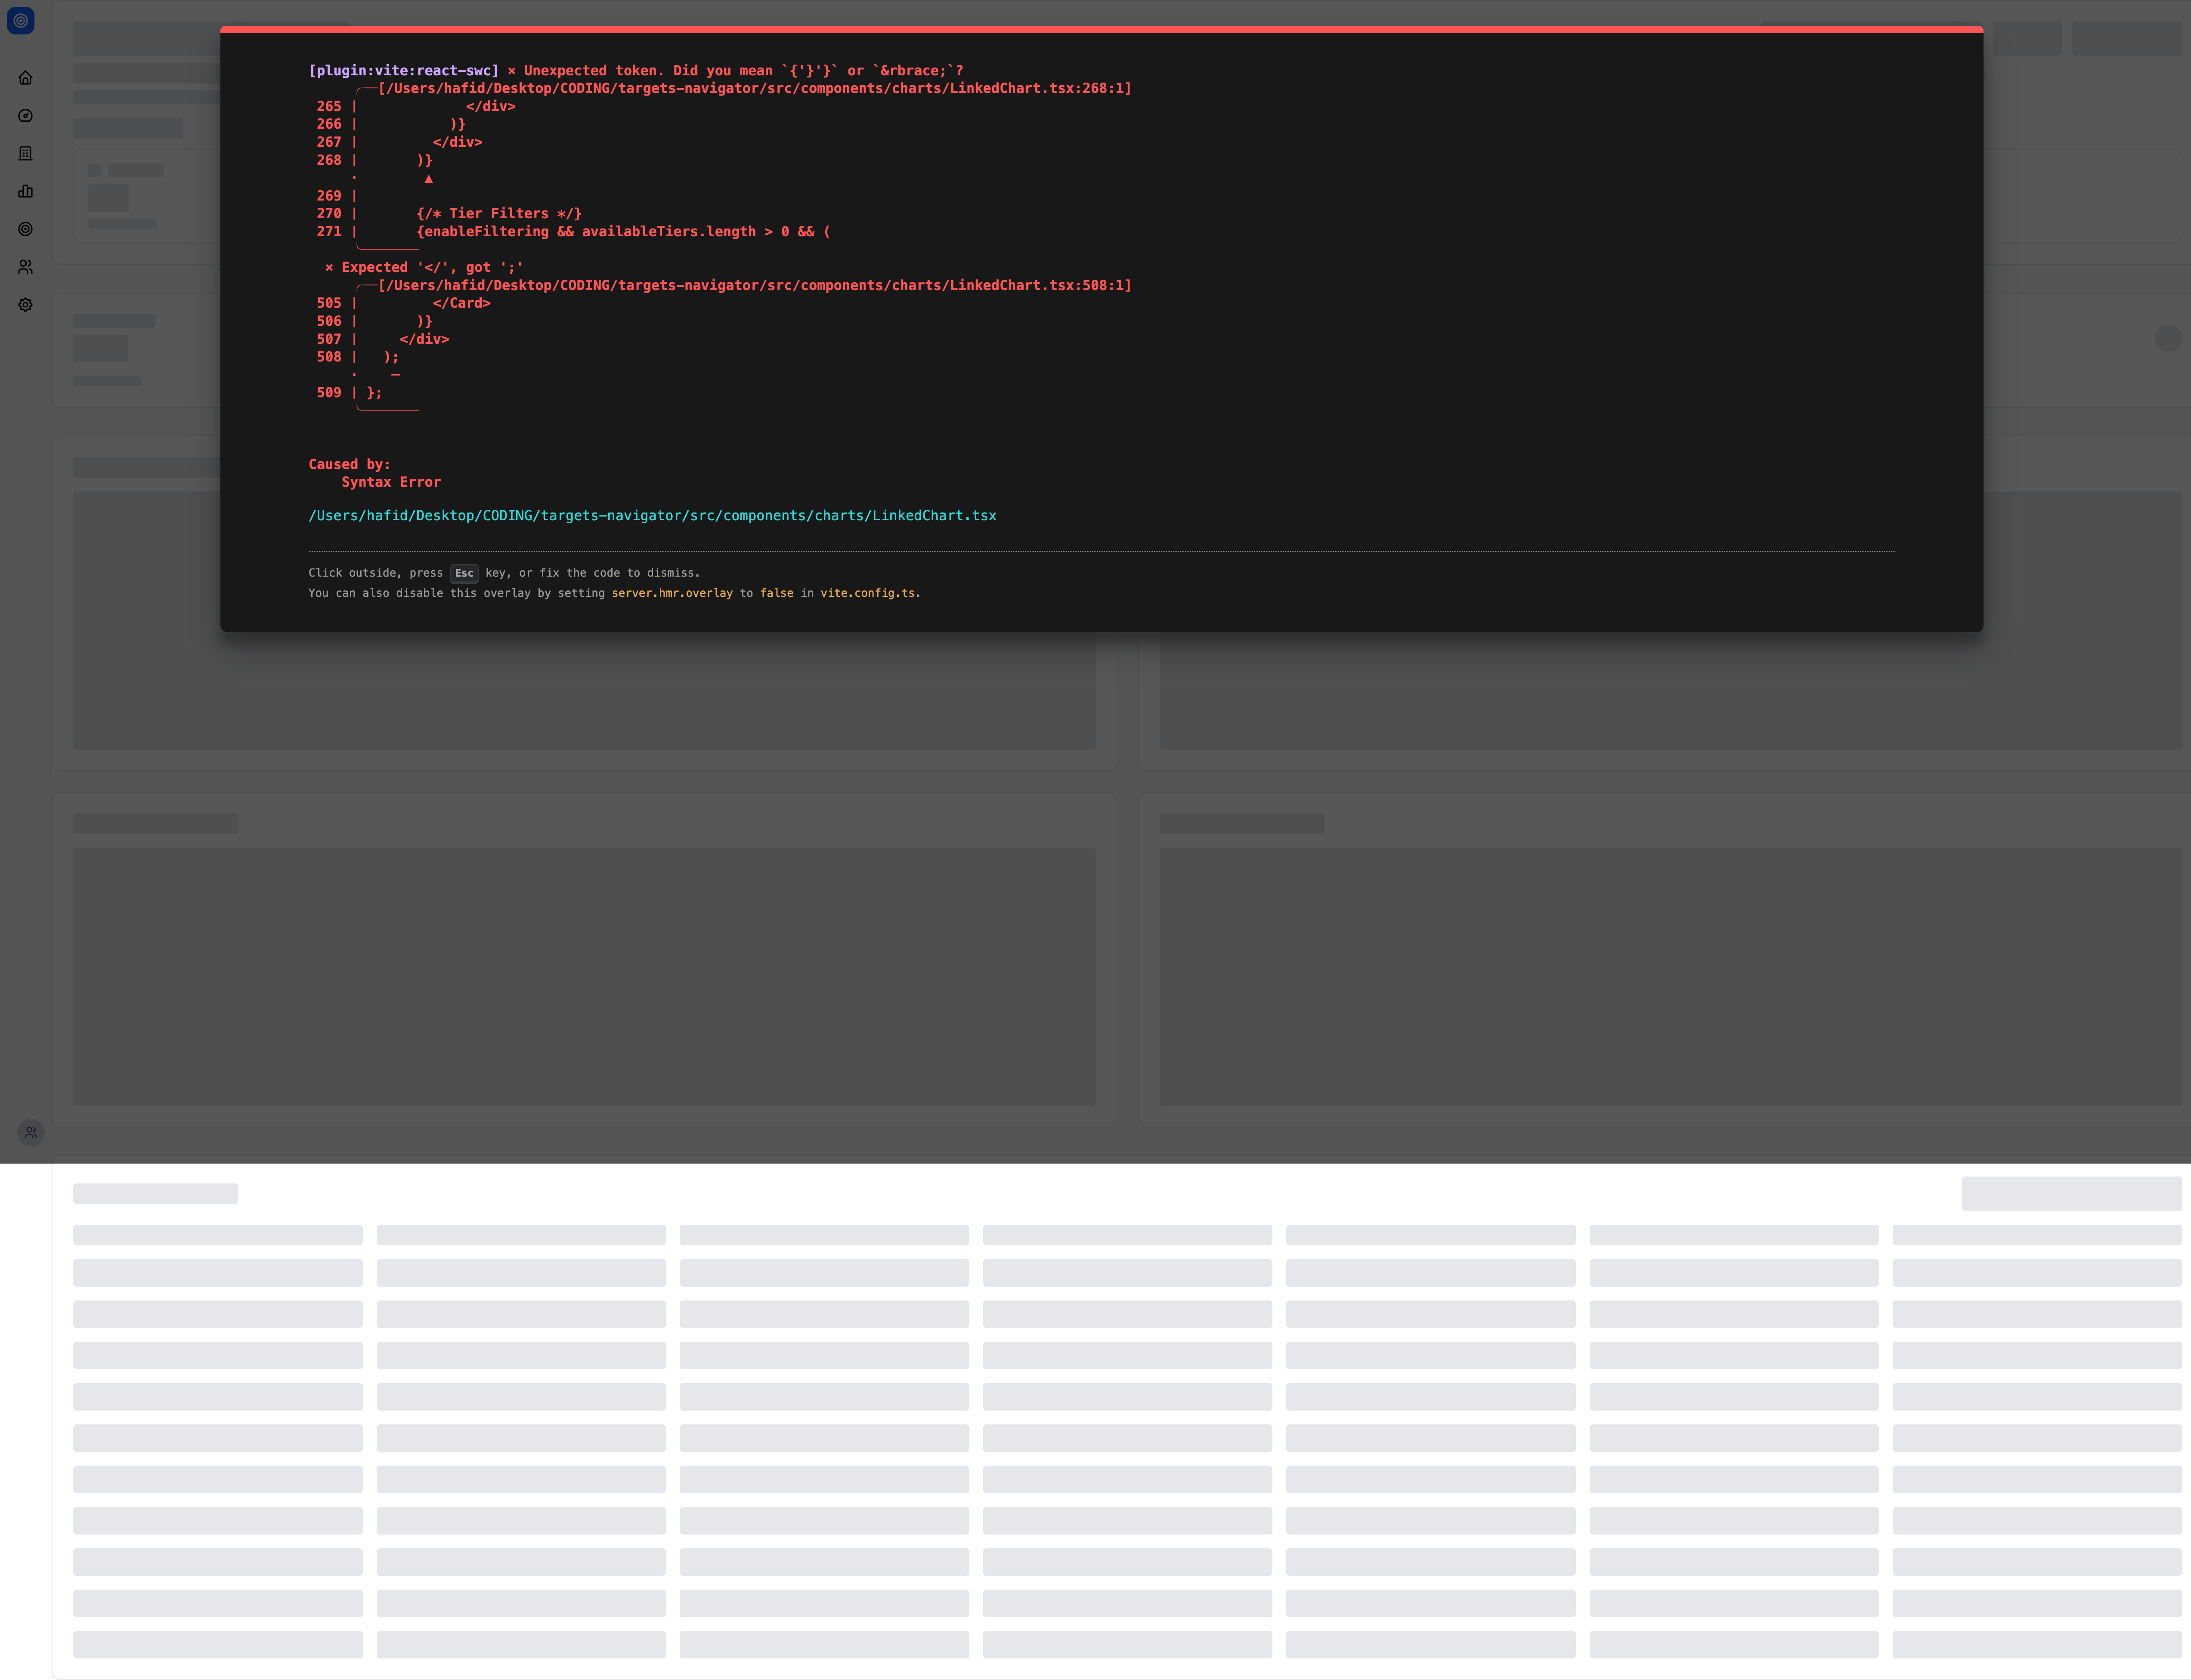 [plugin:vite:react-swc] × Unexpected token. Did you mean `{'}'}` or `&rbrace;`?
╭──[/Users/hafid/Desktop/CODING/targets-navigator/src/components/charts/LinkedChart.tsx:268:1]
265 |             </div>
266 |           )}
267 |         </div>
268 |       )}
·        ▲
269 |
270 |       {/* Tier Filters */}
271 |       {enableFiltering && availableTiers.length > 0 && (
╰────
× Expected '</', got ';'
╭──[/Users/hafid/Desktop/CODING/targets-navigator/src/components/charts/LinkedChart.tsx:508:1]
505 |         </Card>
506 |       )}
507 |     </div>
508 |   );
·    ─
509 | };
╰────
Caused by:
Syntax Error
/Users/hafid/Desktop/CODING/targets-navigator/src/components/charts/LinkedChart.tsx
Click outside, press Esc key, or fix the code to dismiss.
You can also disable this overlay by setting server.hmr.overlay to false in vite.config.ts.